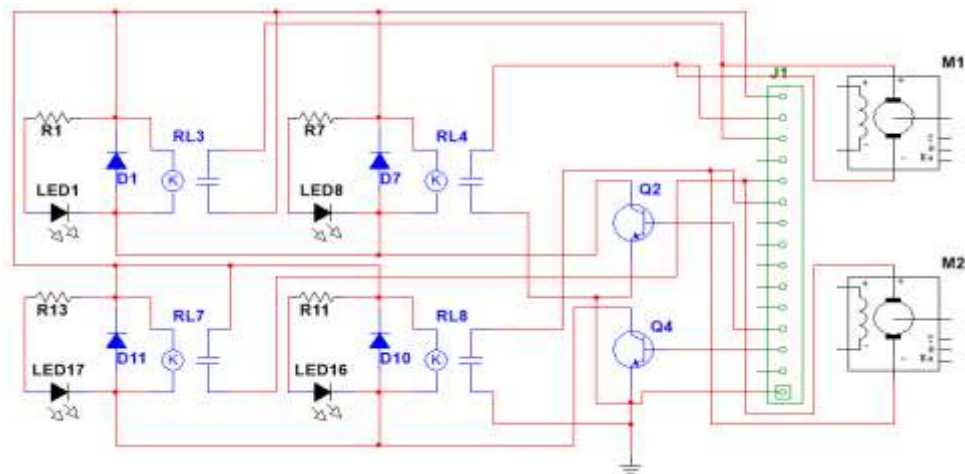 M1
J1
R1
RL3
R7
RL4
D1
K
D7
K
LED1
LED8
Q2
M2
R13
RL7
R11
RL8
Q4
D11
K
D10
K
LED17
LED16